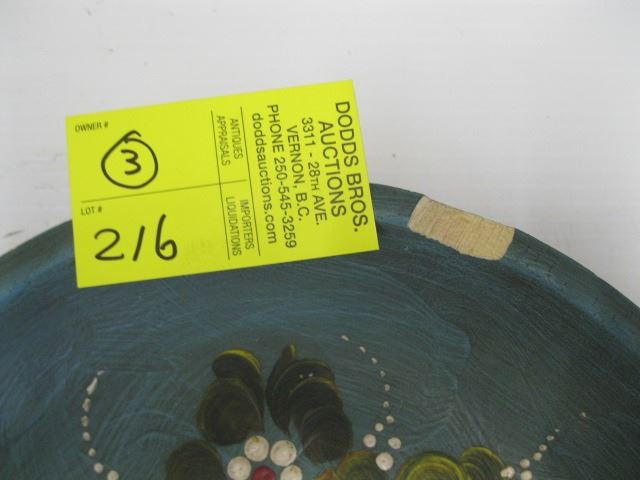 OWNER #
3
LOT #
216
DODDS BROS.
AUCTIONS
3311 - 28TH AVE.
VERNON, B.C.
PHONE 250-545-3259
doddsauctions.com
ANTIQUES IMPORTERS
APPRAISALS LIQUIDATIONS